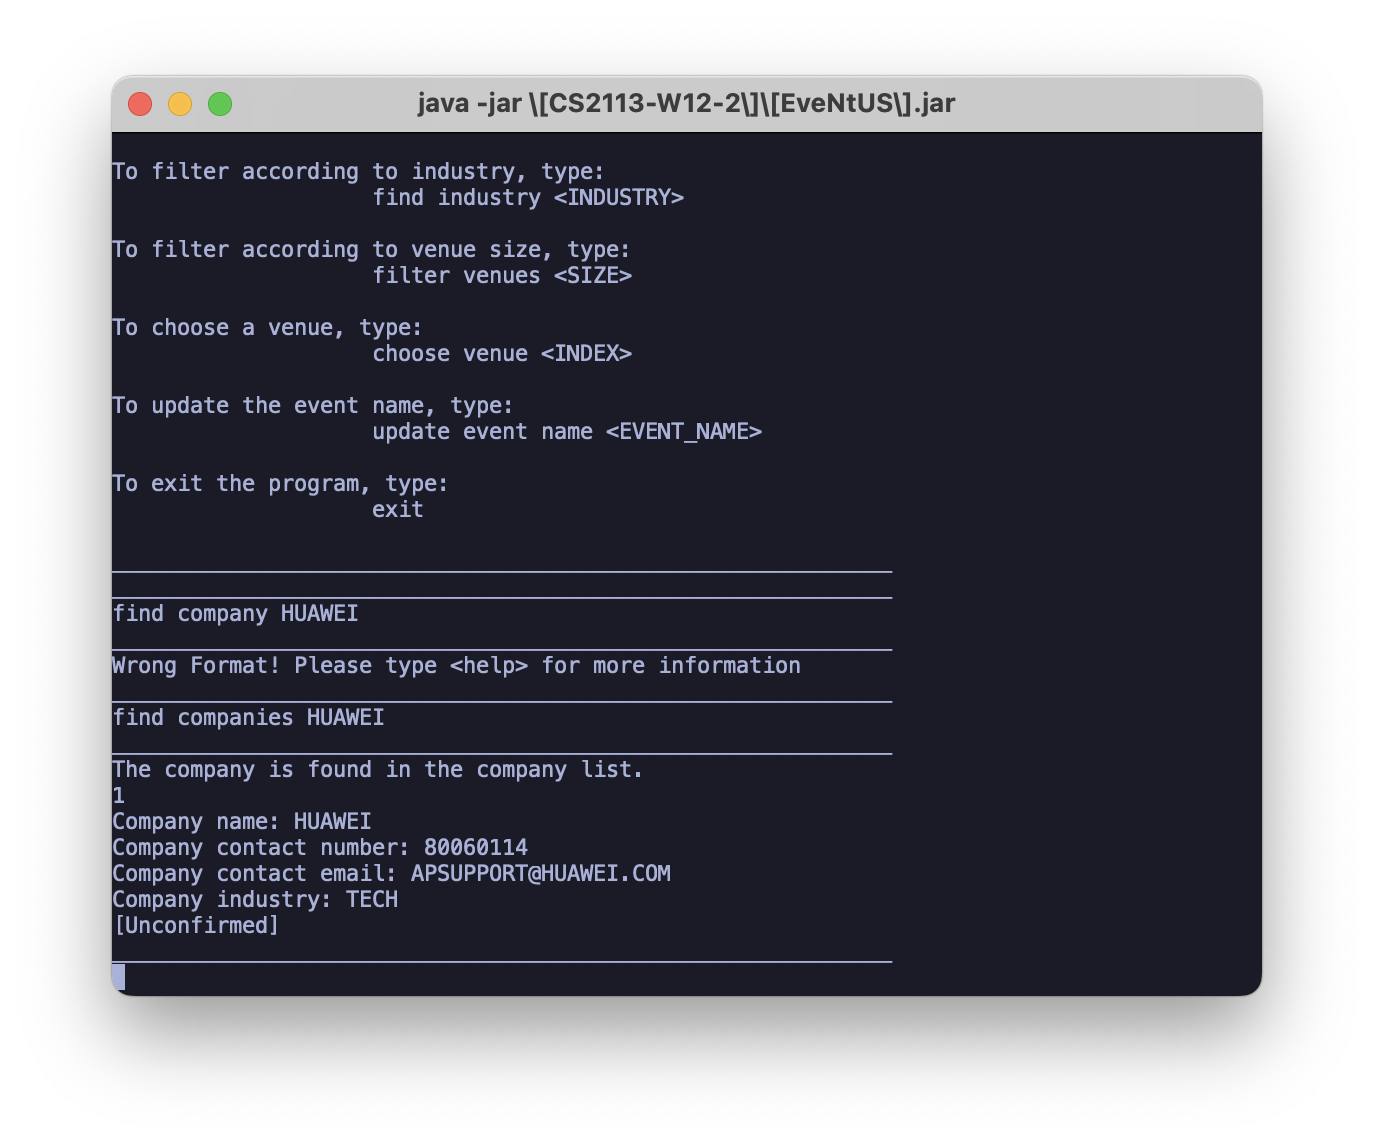 java -jar \[CS2113-W12-2\]\[EveNtUS\].jar
To filter according to industry, type:
find industry <INDUSTRY>
To filter according to venue size, type:
filter venues <SIZE>
To choose a venue, type:
choose venue <INDEX>
To update the event name, type:
update event name <EVENT_NAME>
To exit the program, type:
exit
find company HUAWEI
Wrong Format! Please type <help> for more information
find companies HUAWEI
The company is found in the company list.
1
Company name: HUAWEI
Company contact number: 80060114
Company contact email: APSUPPORT@HUAWEI.COM
Company industry: TECH
[Unconfirmed]